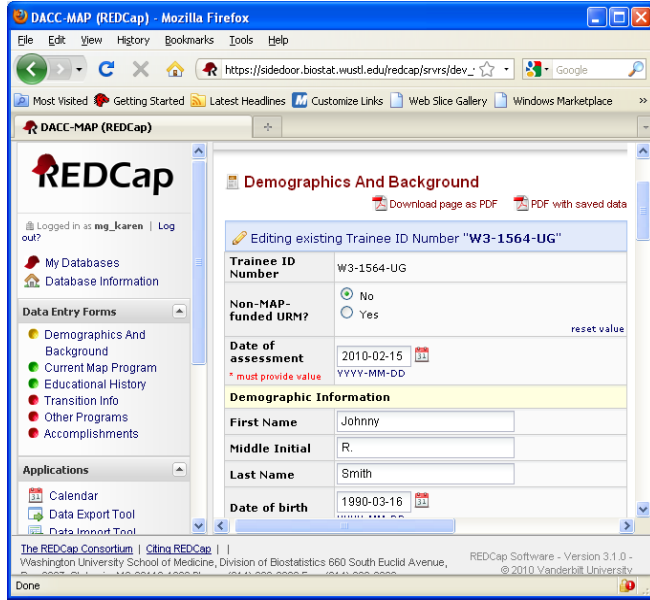 DACC-MAP (REDCap) - Mozilla Firefox
File Edit View History Bookmarks Tools Help
https://sidedoor.biostat.wustl.edu/redcap/srvrs/dev_ Google
Most Visited Getting Started Latest Headlines Customize Links Web Slice Gallery Windows Marketplace »
DACC-MAP (REDCap)
REDCap
Logged in as mg_karen | Log
out?
My Databases
Database Information
Data Entry Forms
Demographics And
Background
Current Map Program
Educational History
Transition Info
Other Programs
Accomplishments
Applications
31 Calendar
Data Export Tool
Data Import Tool
Demographics And Background
Download page as PDF PDF with saved data
Editing existing Trainee ID Number "W3-1564-UG"
Trainee ID
Number W3-1564-UG
Non-MAP-
funded URM? No
Yes
reset value
Date of
assessment 2010-02-15 31
* must provide value YYYY-MM-DD
Demographic Information
First Name Johnny
Middle Initial R.
Last Name Smith
Date of birth 1990-03-16 31
The REDCap Consortium | Citing REDCap | |
Washington University School of Medicine, Division of Biostatistics 660 South Euclid Avenue,
REDCap Software - Version 3.1.0 -
© 2010 Vanderbilt University
Done